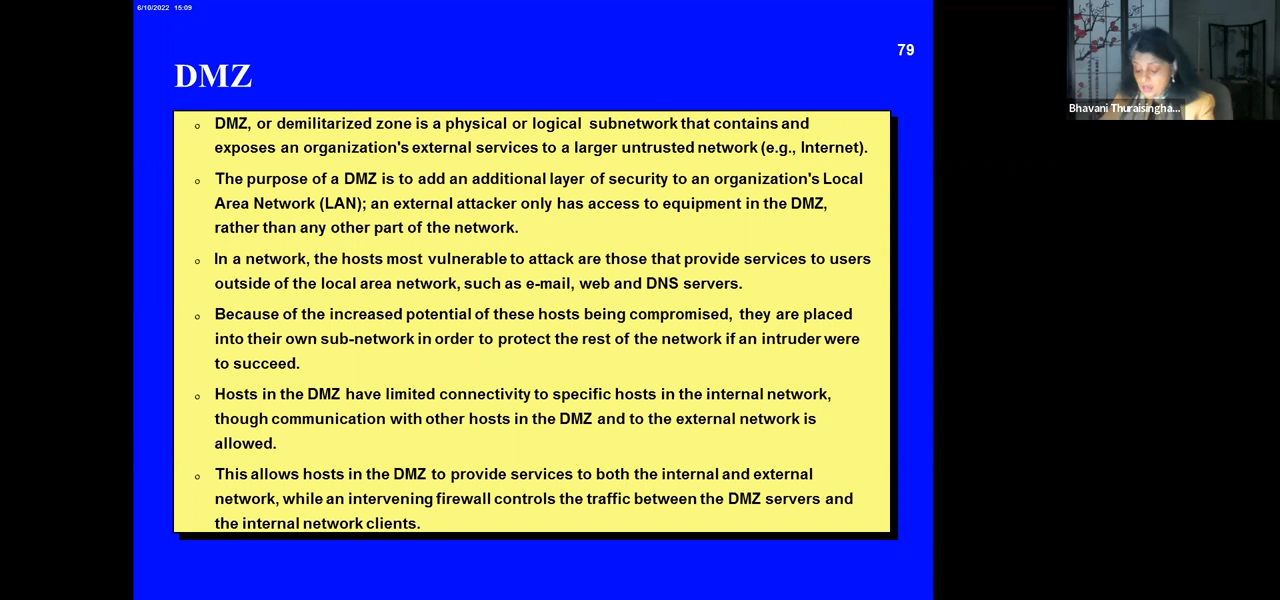 6/10/2022 15:09
79
DMZ
DMZ, or demilitarized zone is a physical or logical subnetwork that contains and
exposes an organization's external services to a larger untrusted network (e.g., Internet).
The purpose of a DMZ is to add an additional layer of security to an organization's Local
Area Network (LAN); an external attacker only has access to equipment in the DMZ,
rather than any other part of the network.
In a network, the hosts most vulnerable to attack are those that provide services to users
outside of the local area network, such as e-mail, web and DNS servers.
Because of the increased potential of these hosts being compromised, they are placed
into their own sub-network in order to protect the rest of the network if an intruder were
to succeed.
Hosts in the DMZ have limited connectivity to specific hosts in the internal network,
though communication with other hosts in the DMZ and to the external network is
allowed.
This allows hosts in the DMZ to provide services to both the internal and external
network, while an intervening firewall controls the traffic between the DMZ servers and
the internal network clients.
Bhavani Thuraisingha...